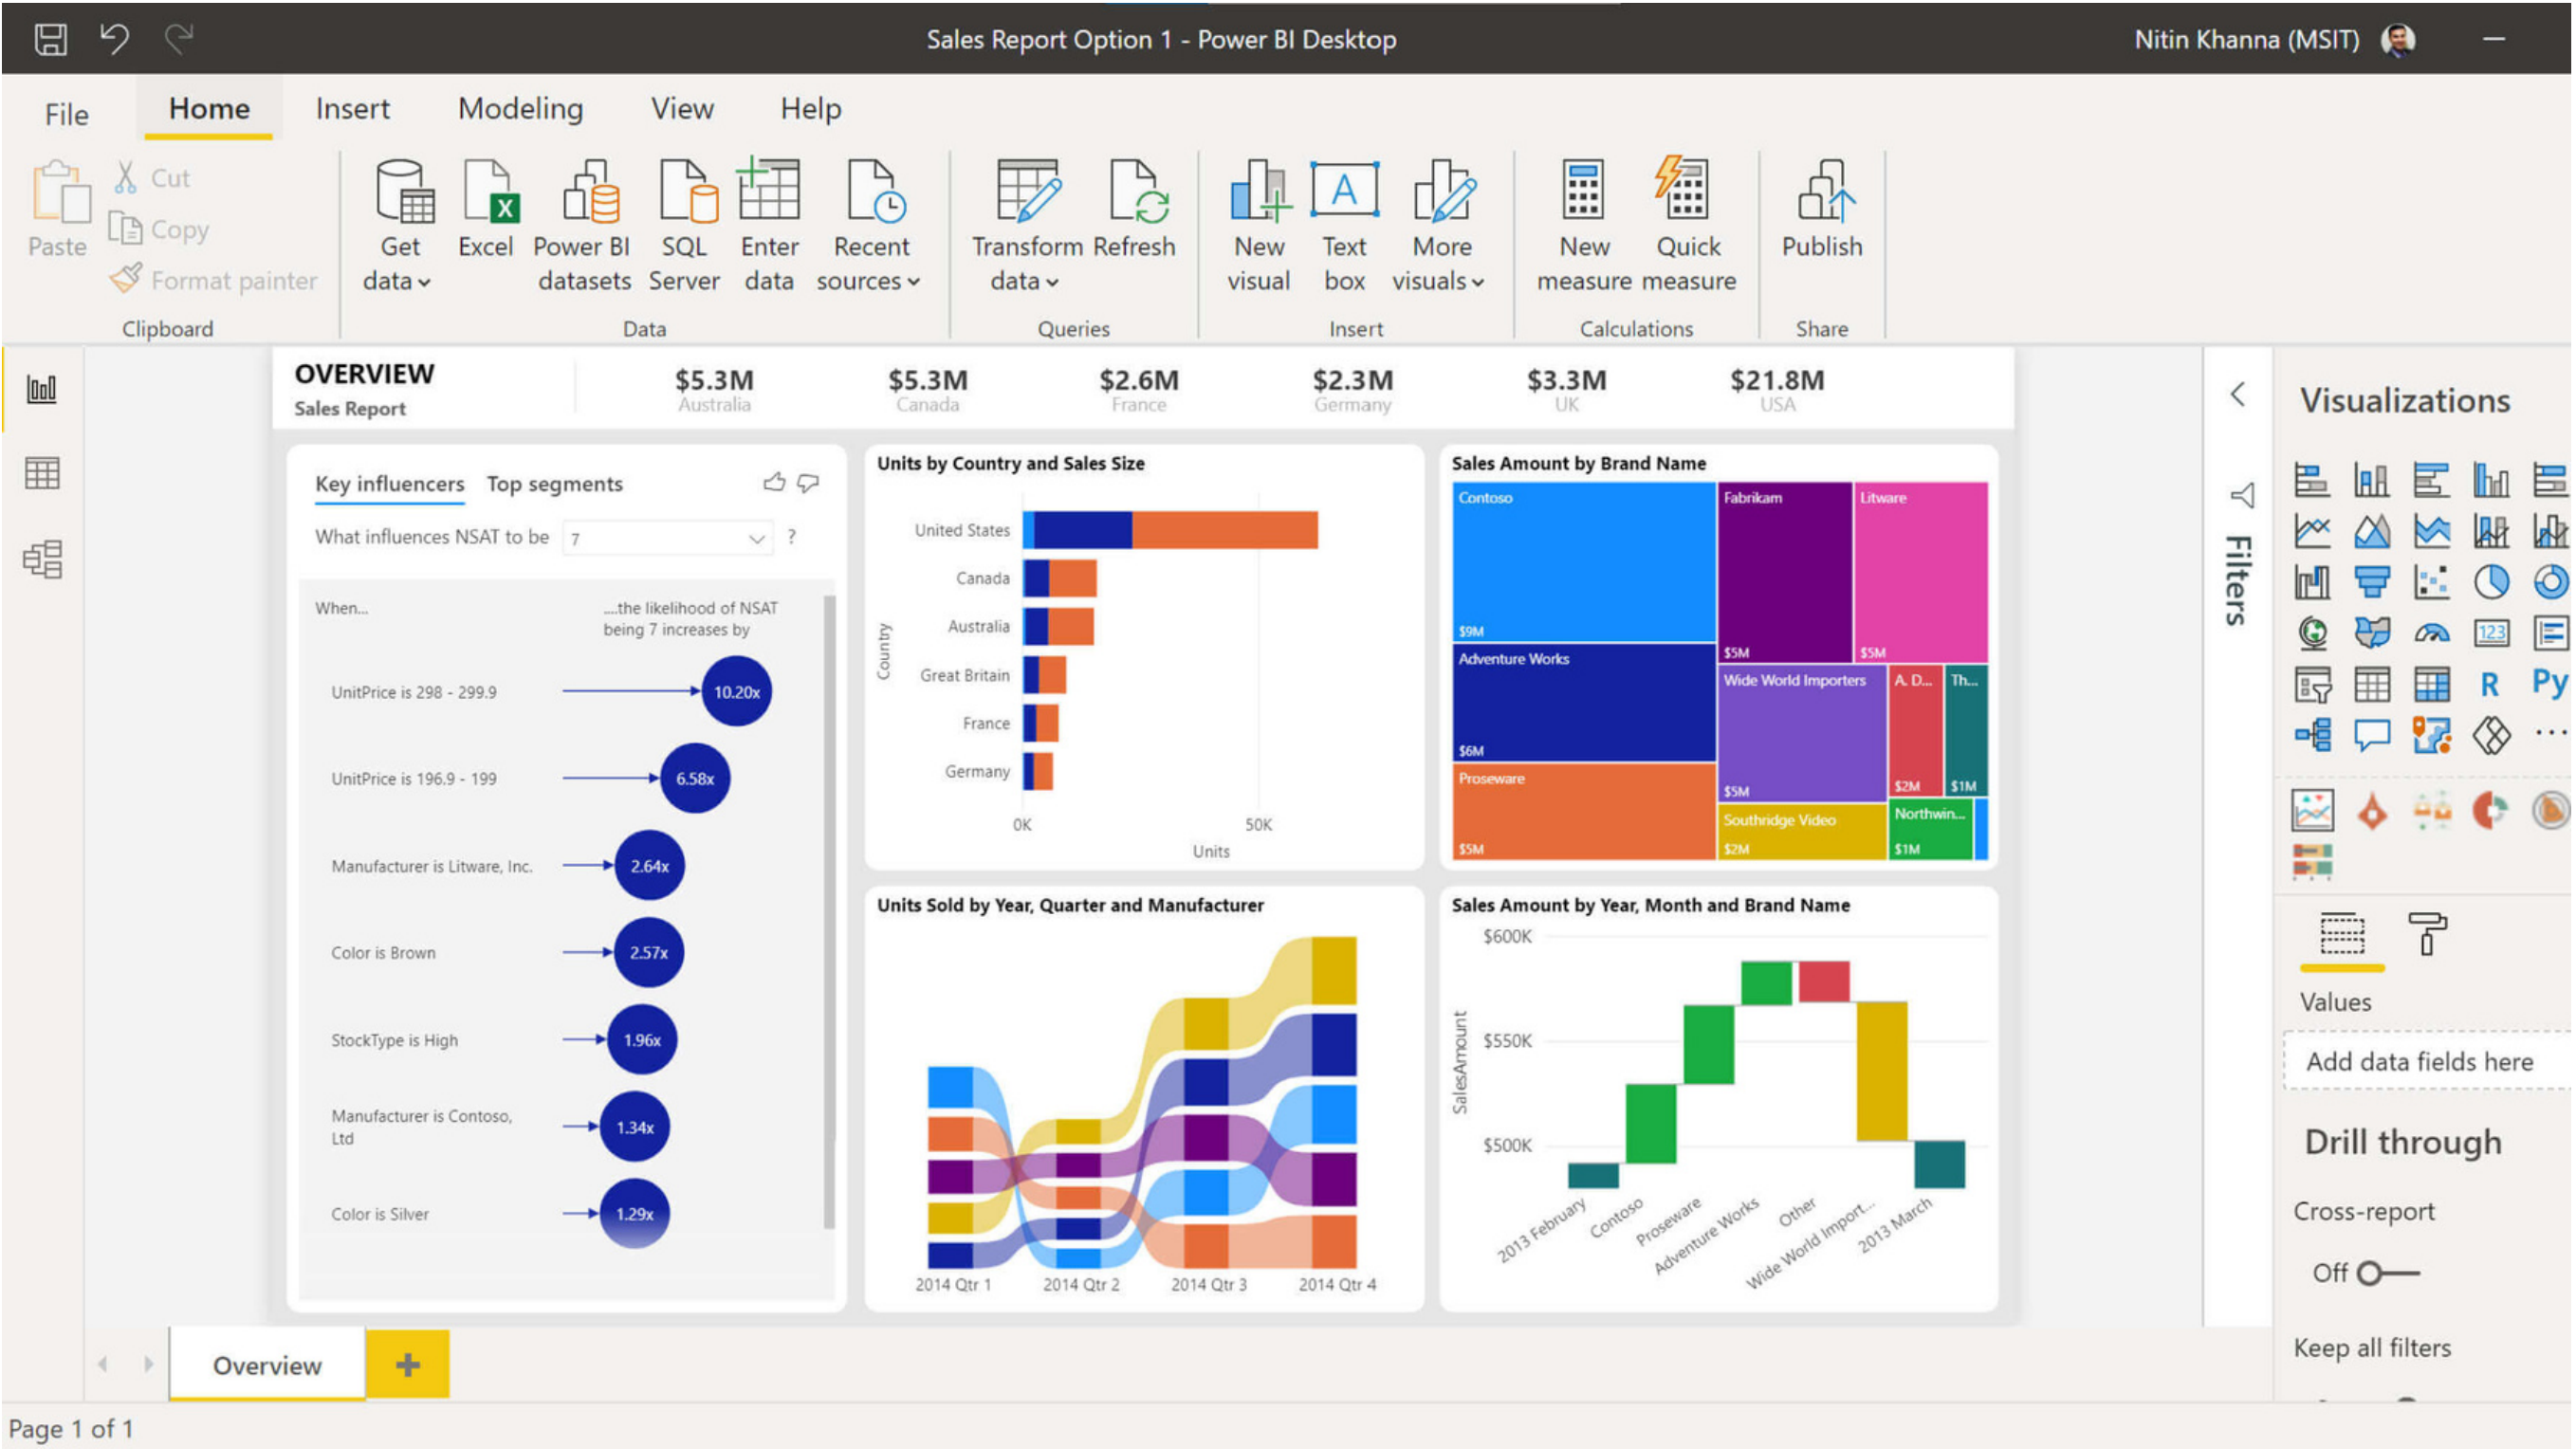 Sales Report Option 1 - Power BI Desktop
Nitin Khanna (MSIT)
File
Home
Insert
Modeling
View
Help
Paste
Cut
Copy
Format painter
Clipboard
Get
data
Excel
Power BI
datasets
SQL
Server
Enter
data
Recent
sources
Data
Transform
data
Refresh
Queries
New
visual
Text
box
More
visuals
Insert
New
measure
Quick
measure
Calculations
Publish
Share
OVERVIEW
Sales Report
$5.3M
Australia
$5.3M
Canada
$2.6M
France
$2.3M
Germany
$3.3M
UK
$21.8M
USA
Key influencers
Top segments
What influences NSAT to be
7
?
When...
....the likelihood of NSAT
being 7 increases by
UnitPrice is 298 - 299.9
10.20x
UnitPrice is 196.9 - 199
6.58x
Manufacturer is Litware, Inc.
2.64x
Color is Brown
2.57x
StockType is High
1.96x
Manufacturer is Contoso,
Ltd
1.34x
Color is Silver
1.29x
Units by Country and Sales Size
Country
United States
Canada
Australia
Great Britain
France
Germany
0K
50K
Units
Sales Amount by Brand Name
Contoso
$9M
Adventure Works
$6M
Proseware
$5M
Fabrikam
$5M
Litware
$5M
Wide World Importers
$5M
A. D...
$2M
Th...
$1M
Southridge Video
$2M
Northwin...
$1M
Units Sold by Year, Quarter and Manufacturer
2014 Qtr 1
2014 Qtr 2
2014 Qtr 3
2014 Qtr 4
Sales Amount by Year, Month and Brand Name
SalesAmount
$600K
$550K
$500K
2013 February
Contoso
Proseware
Adventure Works
Other
Wide World Import...
2013 March
Filters
Visualizations
123
R
Py
Values
Add data fields here
Drill through
Cross-report
Off
Keep all filters
Overview
Page 1 of 1